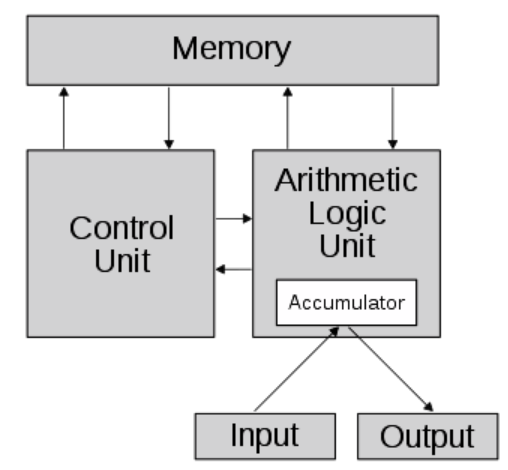 Memory
Control
Unit
Arithmetic
Logic
Unit
Accumulator
Input
Output